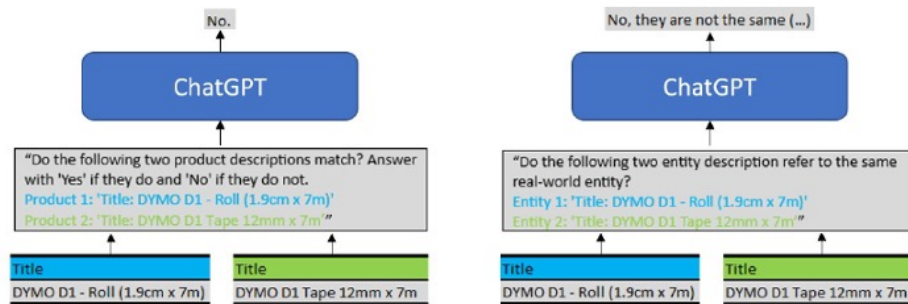 No.
ChatGPT
"Do the following two product descriptions match? Answer
with 'Yes' if they do and 'No' if they do not.
Product 1: 'Title: DYMO D1 - Roll (1.9cm x 7m)'
Product 2: 'Title: DYMO D1 Tape 12mm x 7m'"
Title
DYMO D1 - Roll (1.9cm x 7m)
Title
DYMO D1 Tape 12mm x 7m
No, they are not the same (...)
ChatGPT
"Do the following two entity description refer to the same
real-world entity?
Entity 1: 'Title: DYMO D1 - Roll (1.9cm x 7m)'
Entity 2: 'Title: DYMO D1 Tape 12mm x 7m'"
Title
DYMO D1 - Roll (1.9cm x 7m)
Title
DYMO D1 Tape 12mm x 7m